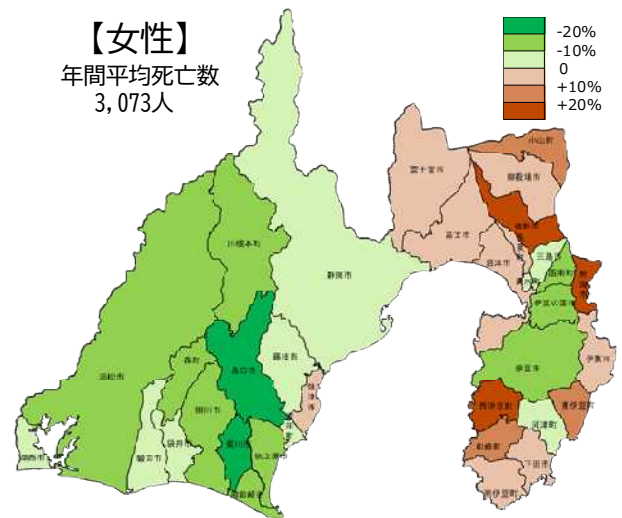 【女性】
年間平均死亡数
3,073人
-20%
-10%
0
+10%
+20%
小山町
富士宮市
御殿場市
裾野市
富士市
沼津市
三島市
函南町
熱海市
伊豆の国市
伊東市
伊豆市
西伊豆町
東伊豆町
河津町
松崎町
下田市
南伊豆町
川根本町
静岡市
浜松市
森町
島田市
藤枝市
焼津市
掛川市
袋井市
磐田市
菊川市
牧之原市
御前崎市
湖西市